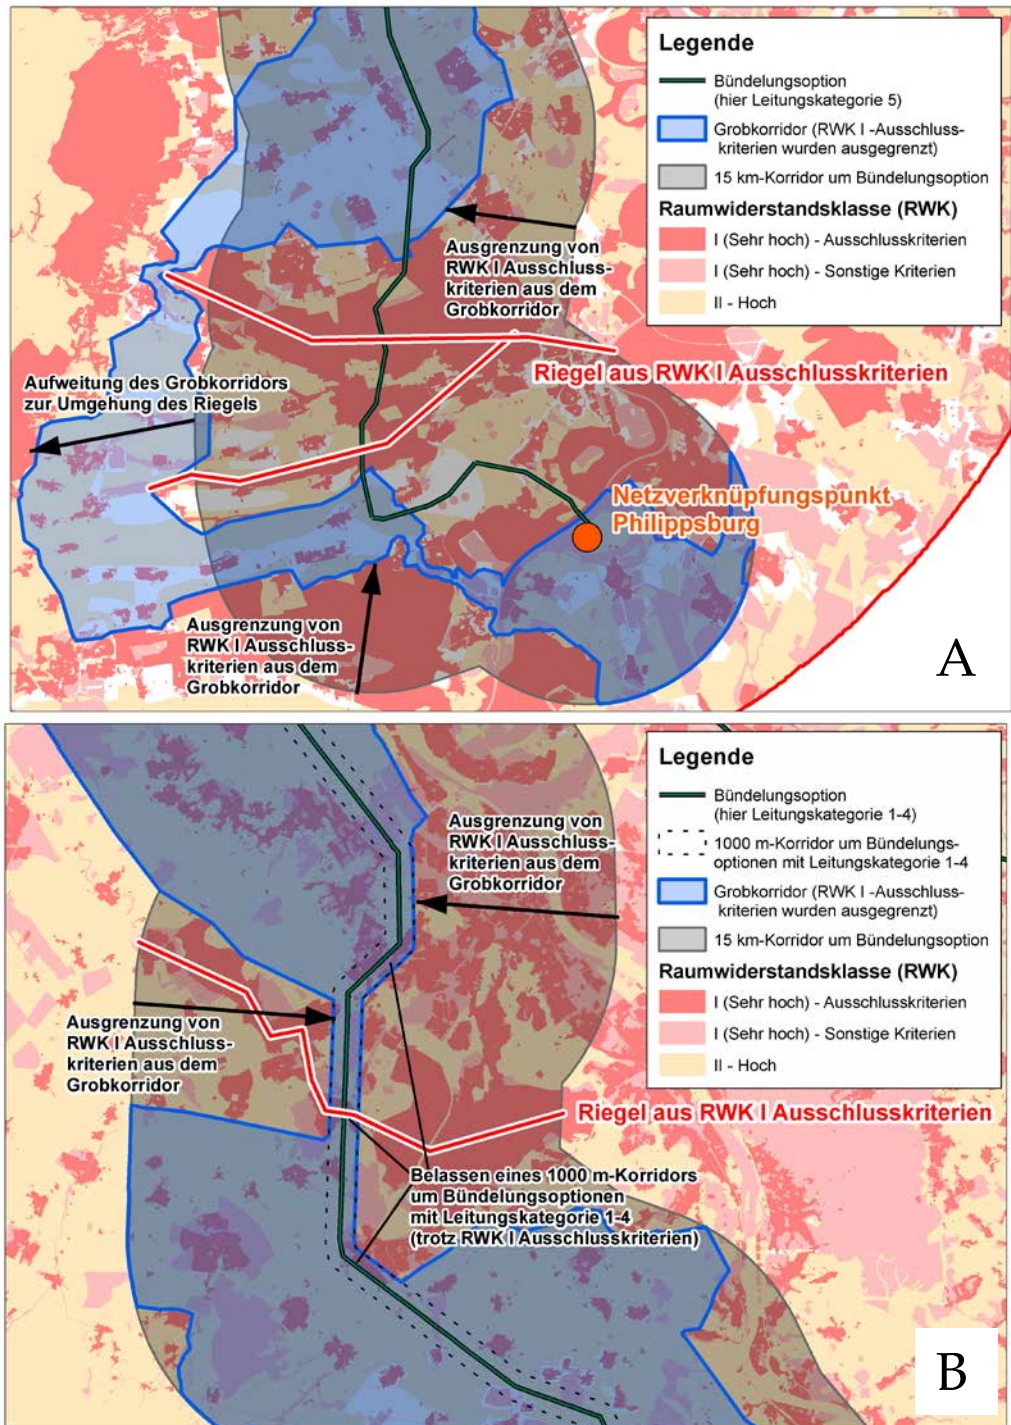 Legende
Bündelungsoption
(hier Leitungskategorie 5)
Grobkorridor (RWK I -Ausschluss-
kriterien wurden ausgegrenzt)
15 km-Korridor um Bündelungsoption
Raumwiderstandsklasse (RWK)
I (Sehr hoch) - Ausschlusskriterien
I (Sehr hoch) - Sonstige Kriterien
II - Hoch
Ausgrenzung von
RWK I Ausschluss-
kriterien aus dem
Grobkorridor
Riegel aus RWK I Ausschlusskriterien
Aufweitung des Grobkorridors
zur Umgehung des Riegels
Netzverknüpfungspunkt
Philippsburg
Ausgrenzung von
RWK I Ausschluss-
kriterien aus dem
Grobkorridor
A
Legende
Bündelungsoption
(hier Leitungskategorie 1-4)
1000 m-Korridor um Bündelungs-
optionen mit Leitungskategorie 1-4
Grobkorridor (RWK I -Ausschluss-
kriterien wurden ausgegrenzt)
15 km-Korridor um Bündelungsoption
Raumwiderstandsklasse (RWK)
I (Sehr hoch) - Ausschlusskriterien
I (Sehr hoch) - Sonstige Kriterien
II - Hoch
Ausgrenzung von
RWK I Ausschluss-
kriterien aus dem
Grobkorridor
Ausgrenzung von
RWK I Ausschluss-
kriterien aus dem
Grobkorridor
Riegel aus RWK I Ausschlusskriterien
Belassen eines 1000 m-Korridors
um Bündelungsoptionen
mit Leitungskategorie 1-4
(trotz RWK I Ausschlusskriterien)
B